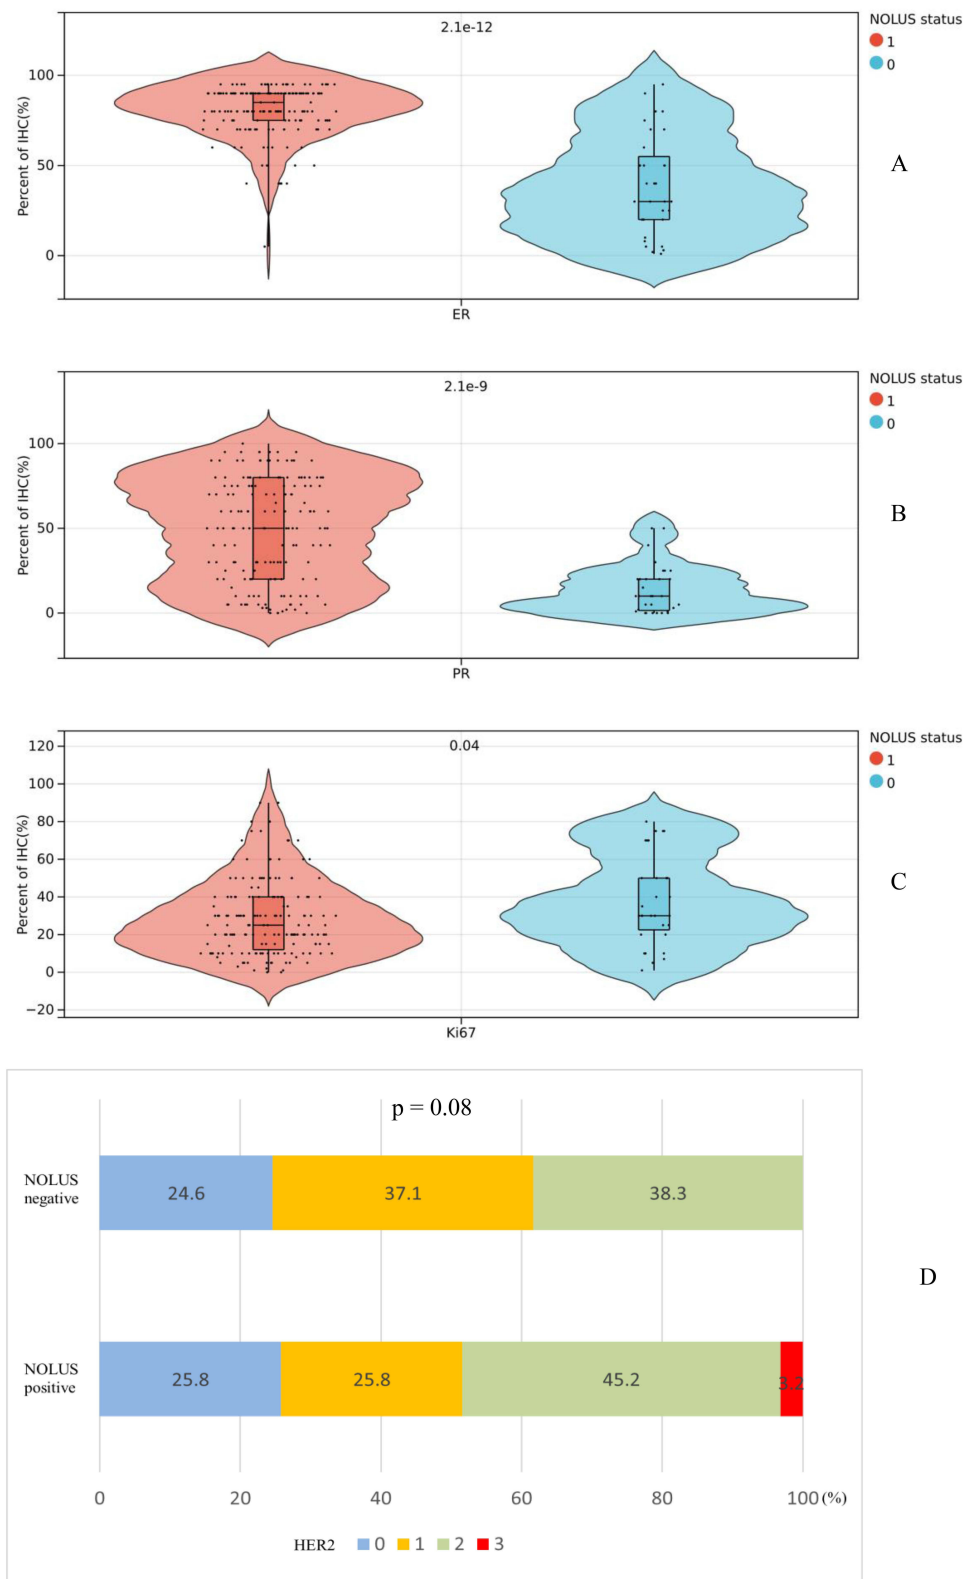 2.1e-12
NOLUS status
1
0
100
50
0
Percent of IHC(%)
ER
A
2.1e-9
NOLUS status
1
0
100
50
0
Percent of IHC(%)
PR
B
0.04
NOLUS status
1
0
120
100
80
60
40
20
0
−20
Percent of IHC(%)
Ki67
C
p = 0.08
NOLUS
negative
24.6 37.1 38.3
D
NOLUS
positive
25.8 25.8 45.2 3.2
0 20 40 60 80 100 (%)
HER2 0 1 2 3